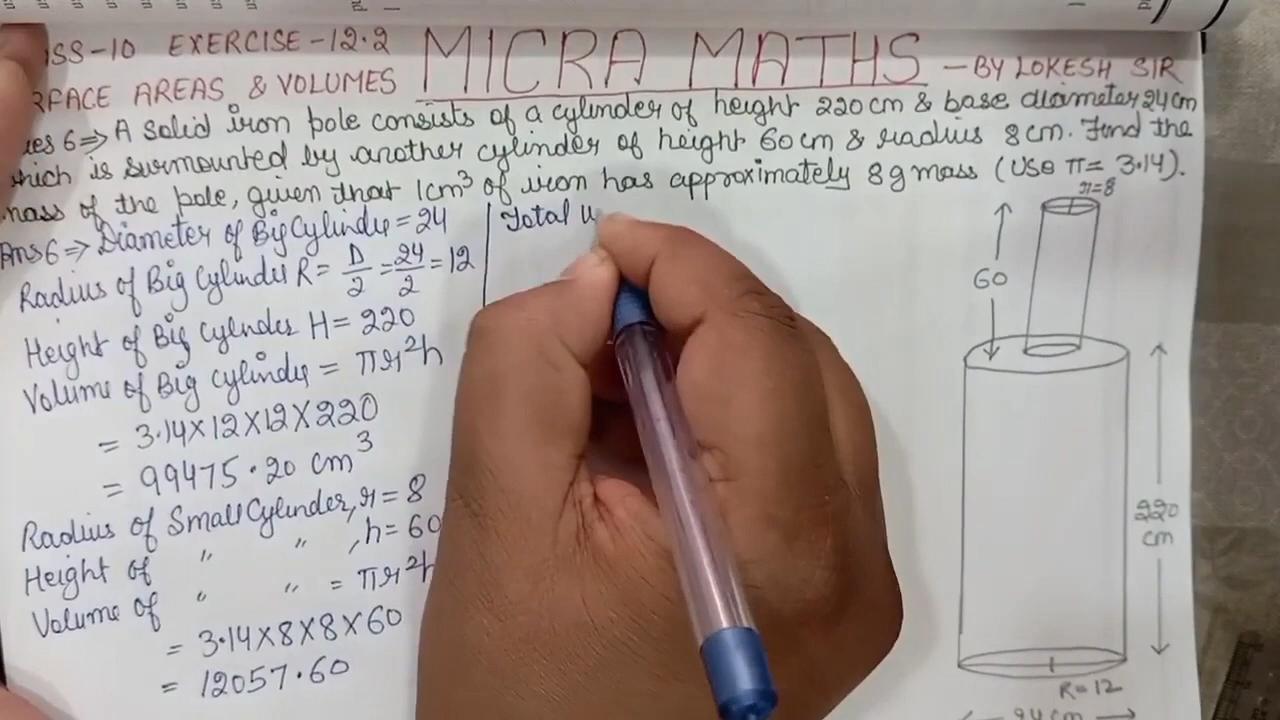 SS-10 EXERCISE-12.2 MICRA MATHS - BY LOKESH SIR
RFACE AREAS & VOLUMES
ues 6 ⇒ A solid iron pole consists of a cylinder of height 220 cm & base diameter 24 cm
which is surmounted by another cylinder of height 60 cm & radius 8 cm. Find the
mass of the pole, given that 1cm³ of iron has approximately 8 g mass (Use π = 3.14).
Ans 6 ⇒ Diameter of Big Cylinder = 24
Radius of Big Cylinder R = D/2 = 24/2 = 12
Height of Big Cylinder H = 220
Volume of Big Cylinder = πr²h
= 3.14×12×12×220
= 99475.20 cm³
Radius of Small Cylinder, r = 8
Height of " " , h = 60
Volume of " " = πr²h
= 3.14×8×8×60
= 12057.60
Total
r=8
60
220
cm
R=12
24 cm